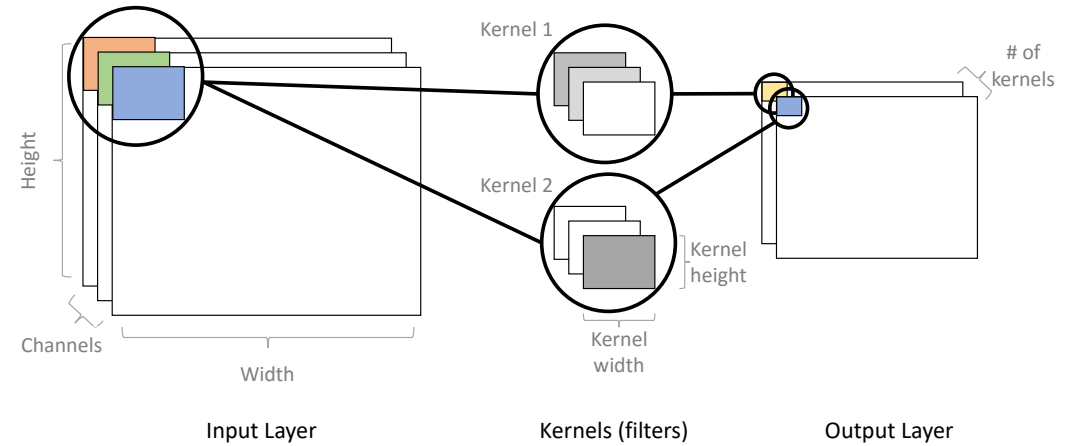 Kernel 1
# of
kernels
Height
Kernel 2
Kernel
height
Channels
Kernel
width
Width
Input Layer
Kernels (filters)
Output Layer